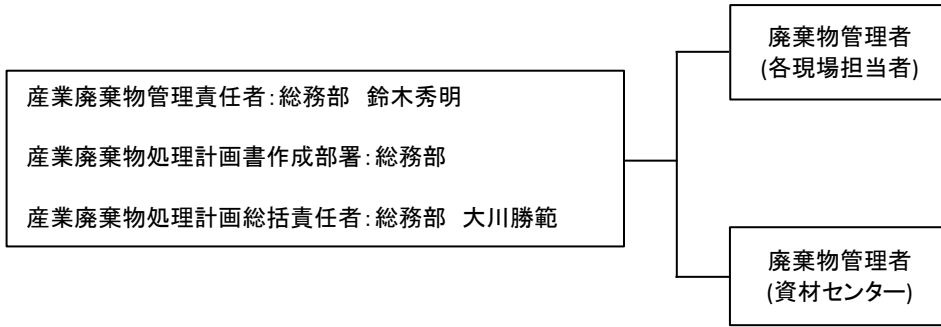 産業廃棄物管理責任者：総務部　鈴木秀明
産業廃棄物処理計画書作成部署：総務部
産業廃棄物処理計画総括責任者：総務部　大川勝範
廃棄物管理者
(各現場担当者)
廃棄物管理者
(資材センター)